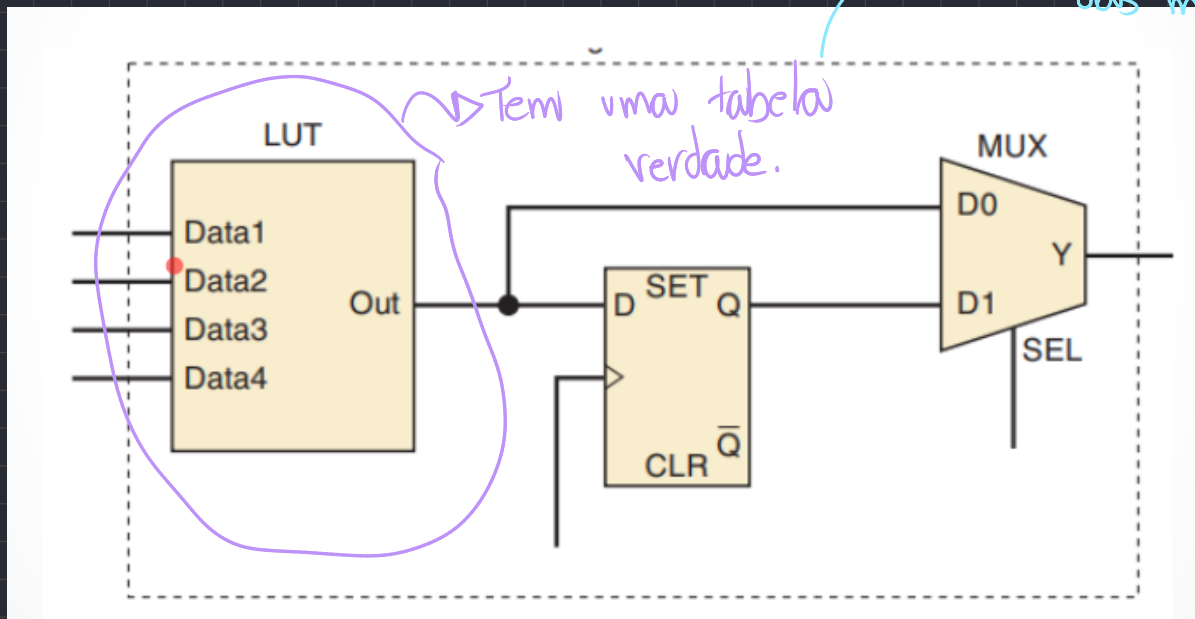 Tem uma tabela
verdade.
LUT
MUX
Data1
Data2
Data3
Data4
Out
D
SET
Q
Q̅
CLR
D0
D1
Y
SEL